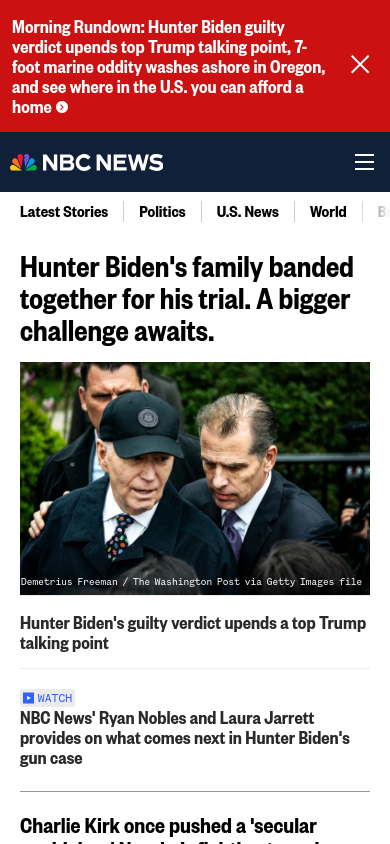 Morning Rundown: Hunter Biden guilty
verdict upends top Trump talking point, 7-
foot marine oddity washes ashore in Oregon,
and see where in the U.S. you can afford a
home
NBC NEWS
Latest Stories
Politics
U.S. News
World
Hunter Biden's family banded
together for his trial. A bigger
challenge awaits.
Demetrius Freeman / The Washington Post via Getty Images file
Hunter Biden's guilty verdict upends a top Trump
talking point
WATCH
NBC News' Ryan Nobles and Laura Jarrett
provides on what comes next in Hunter Biden's
gun case
Charlie Kirk once pushed a 'secular